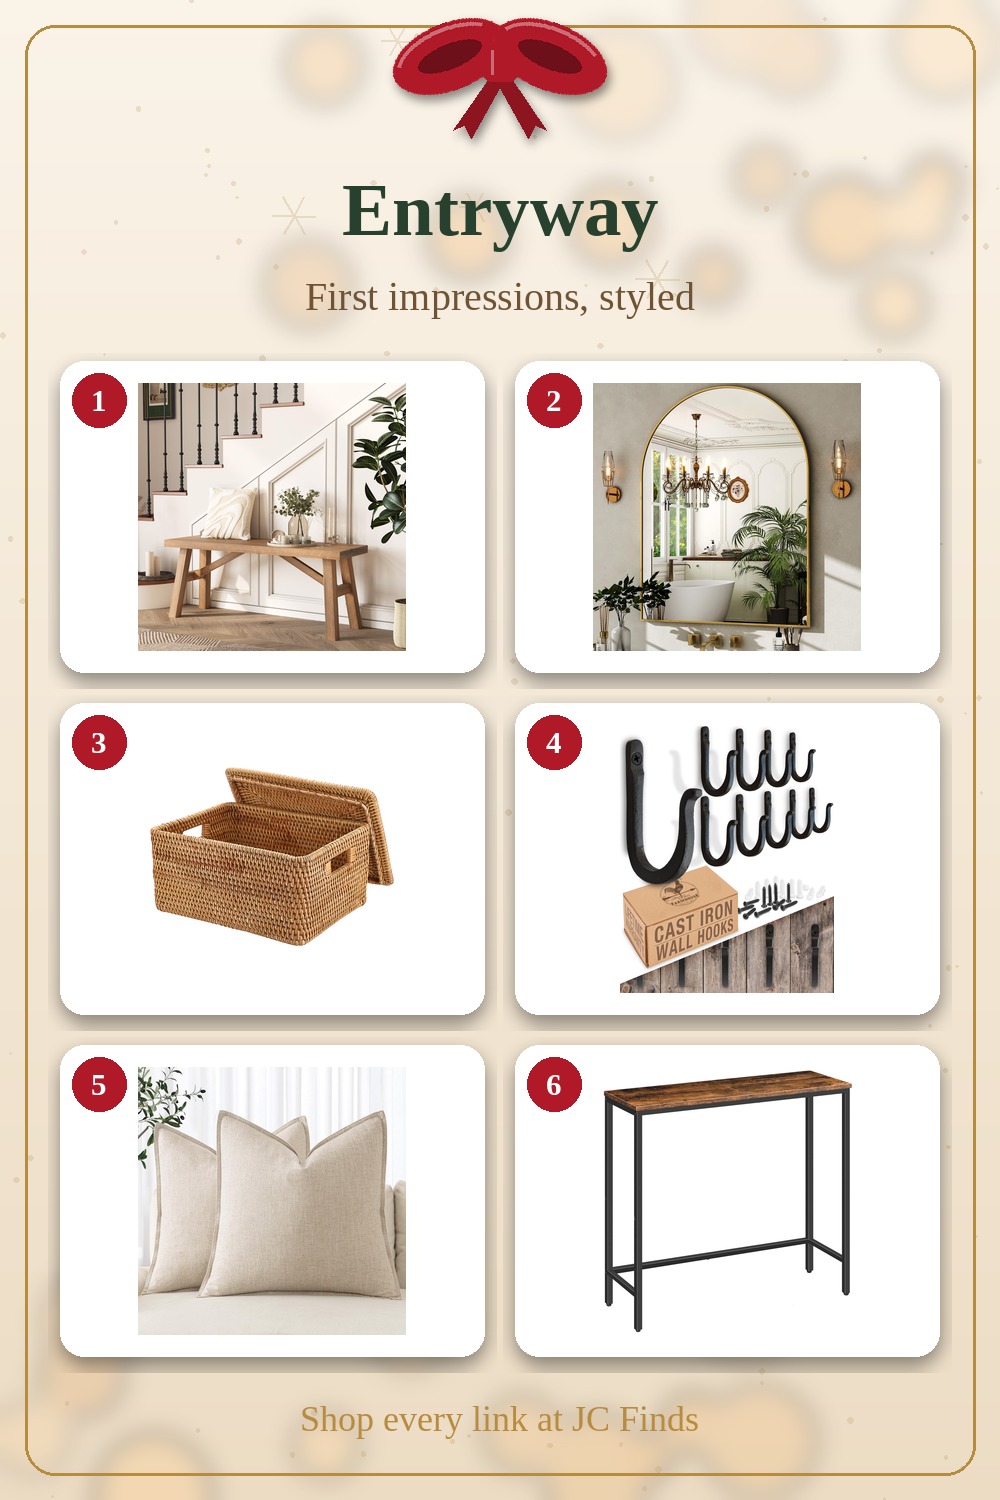 Entryway
First impressions, styled
1
2
3
4
CAST IRON
WALL HOOKS
5
6
Shop every link at JC Finds